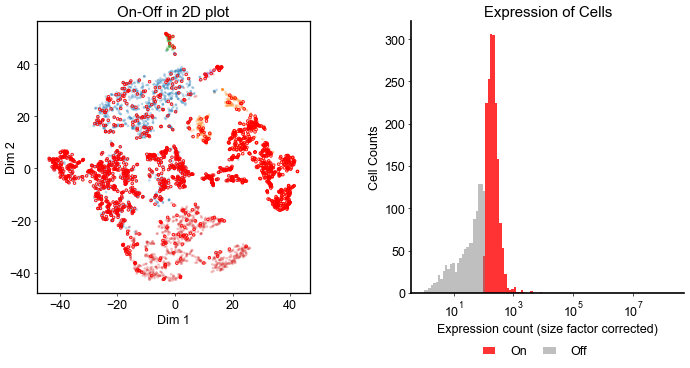 On-Off in 2D plot
Expression of Cells
Dim 2
40
20
0
−20
−40
−40
−20
0
20
40
Dim 1
Cell Counts
300
250
200
150
100
50
0
10^1
10^3
10^5
10^7
Expression count (size factor corrected)
On
Off